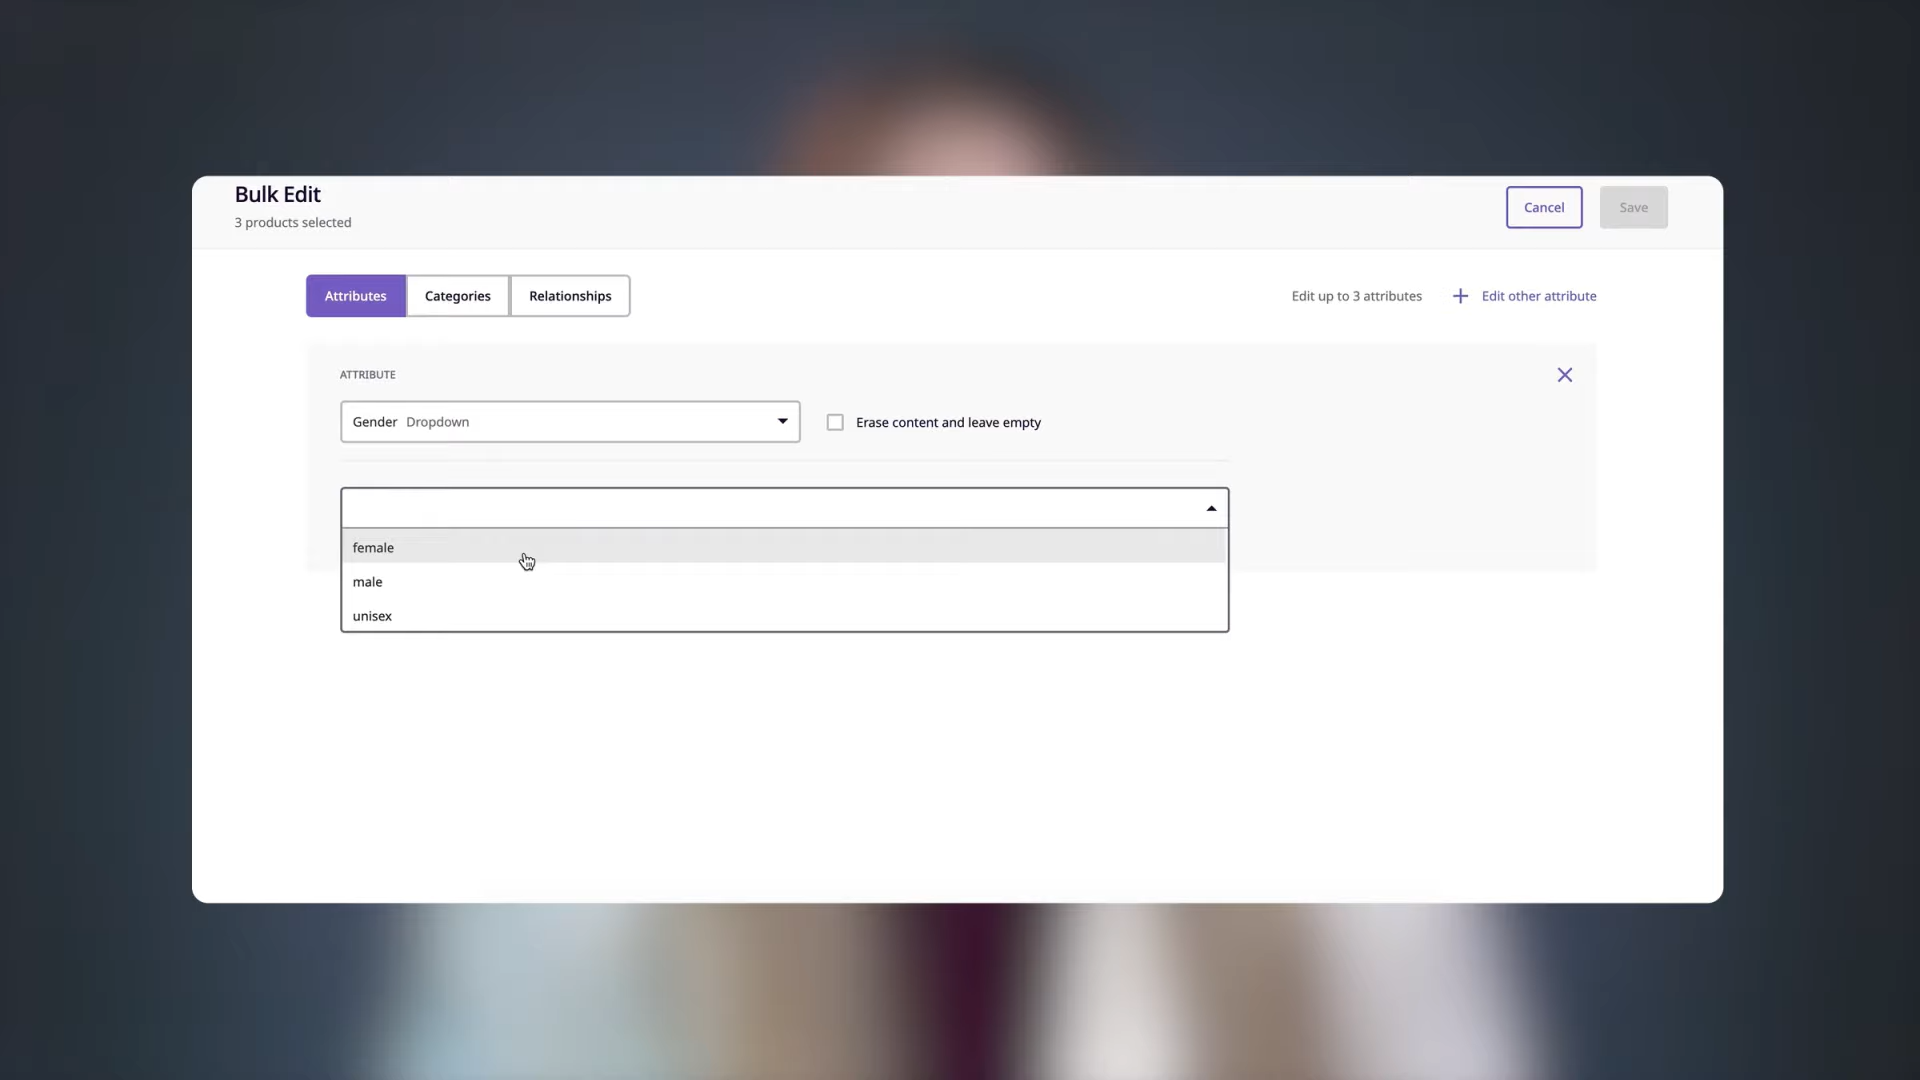 Bulk Edit
3 products selected
Cancel
Save
Attributes
Categories
Relationships
Edit up to 3 attributes
Edit other attribute
ATTRIBUTE
Gender Dropdown
Erase content and leave empty
female
male
unisex